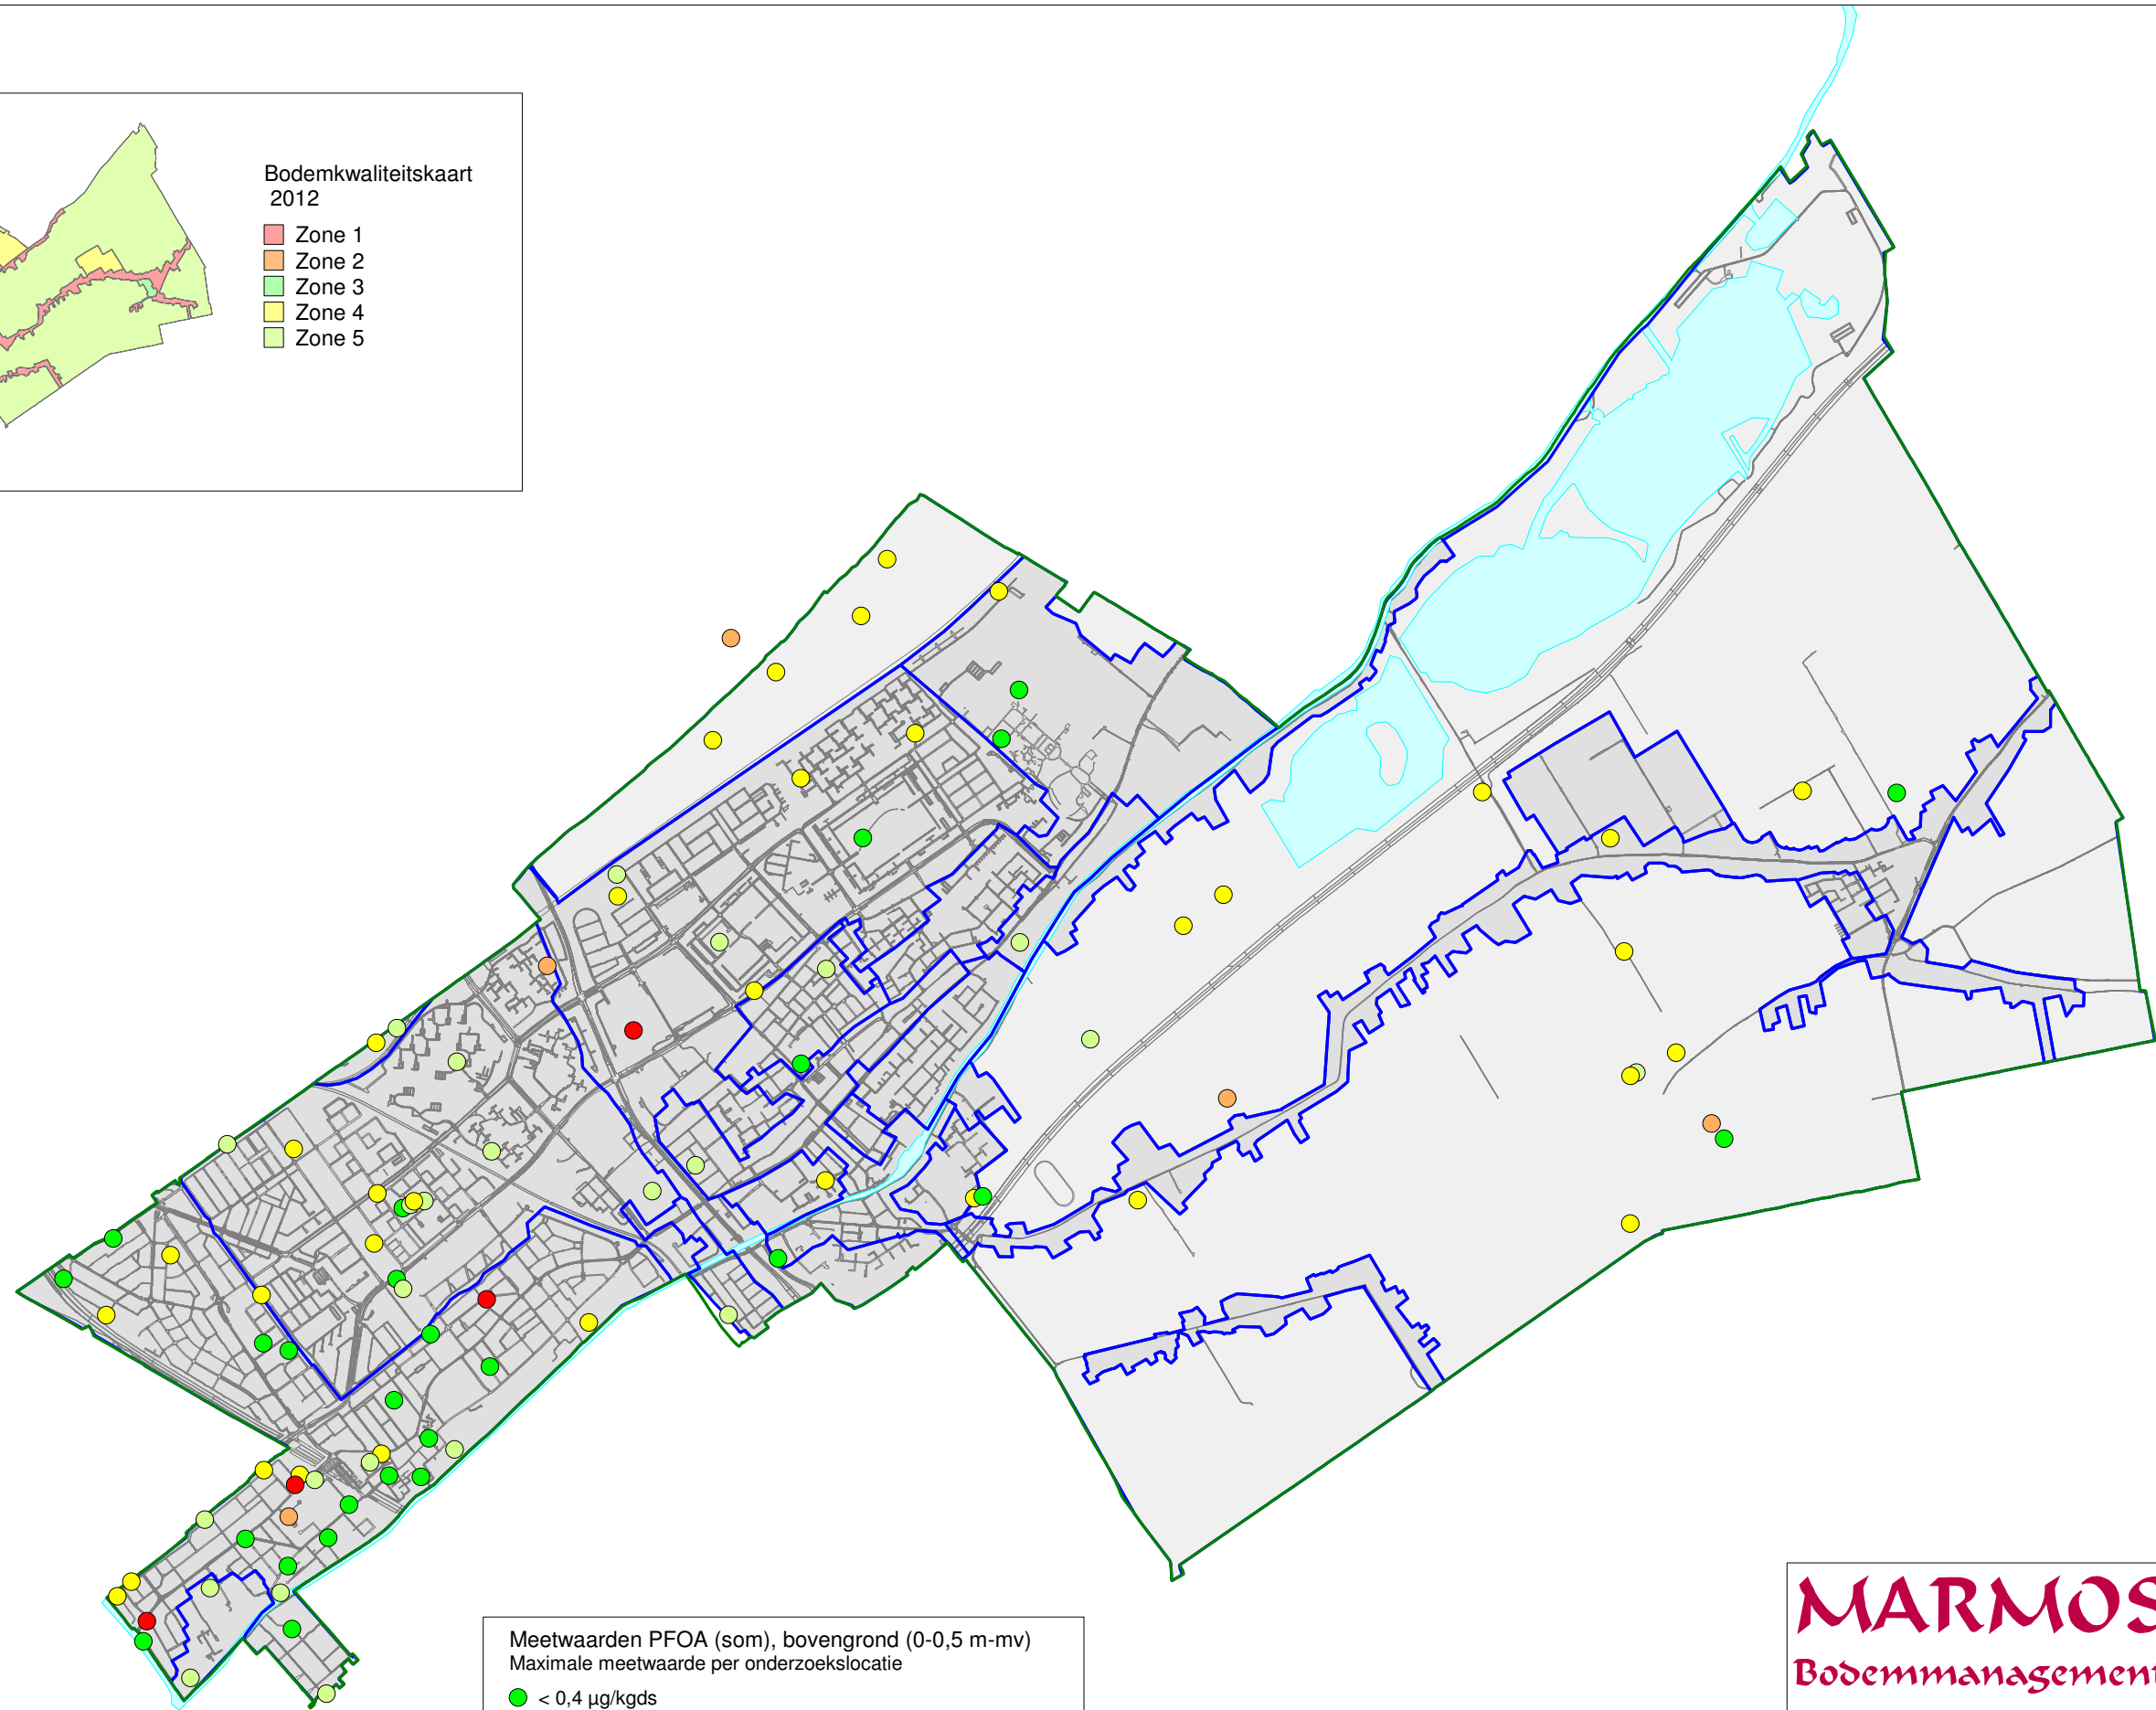 Bodemkwaliteitskaart
2012
Zone 1
Zone 2
Zone 3
Zone 4
Zone 5
Meetwaarden PFOA (som), bovengrond (0-0,5 m-mv)
Maximale meetwaarde per onderzoekslocatie
< 0,4 µg/kgds
MARMOS
Bodemmanagement